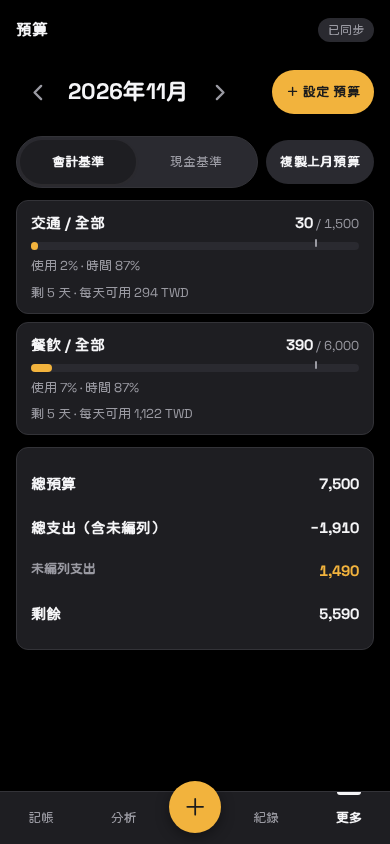 預算
已同步
2026年11月
＋ 設定 預算
會計基準
現金基準
複製上月預算
交通 / 全部
30 / 1,500
使用 2% · 時間 87%
剩 5 天 · 每天可用 294 TWD
餐飲 / 全部
390 / 6,000
使用 7% · 時間 87%
剩 5 天 · 每天可用 1,122 TWD
總預算
7,500
總支出（含未編列）
-1,910
未編列支出
1,490
剩餘
5,590
記帳
分析
紀錄
更多